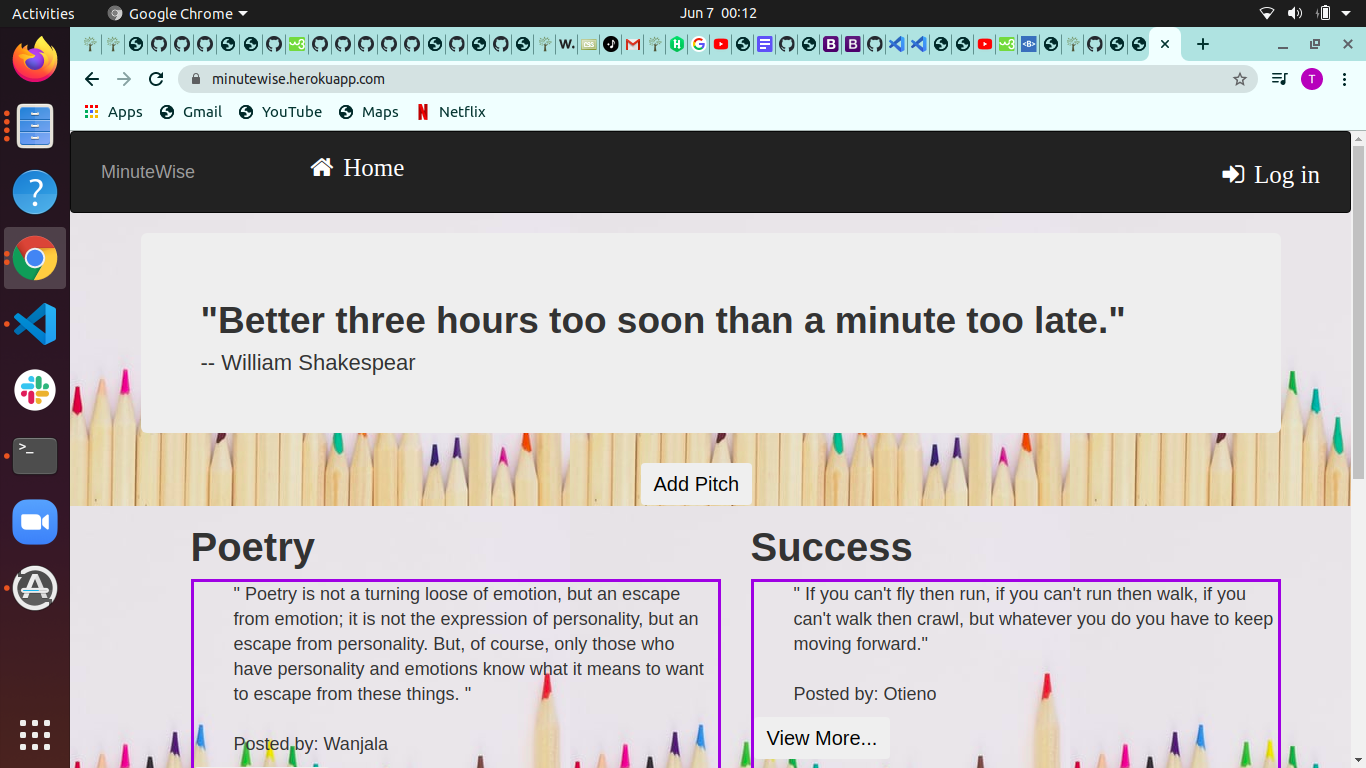 Activities Google Chrome Jun 7 00:12
minutewise.herokuapp.com T
Apps Gmail YouTube Maps Netflix
MinuteWise Home Log in
"Better three hours too soon than a minute too late."
-- William Shakespear
Add Pitch
Poetry
" Poetry is not a turning loose of emotion, but an escape
from emotion; it is not the expression of personality, but an
escape from personality. But, of course, only those who
have personality and emotions know what it means to want
to escape from these things. "
Posted by: Wanjala
Success
" If you can't fly then run, if you can't run then walk, if you
can't walk then crawl, but whatever you do you have to keep
moving forward."
Posted by: Otieno
View More...